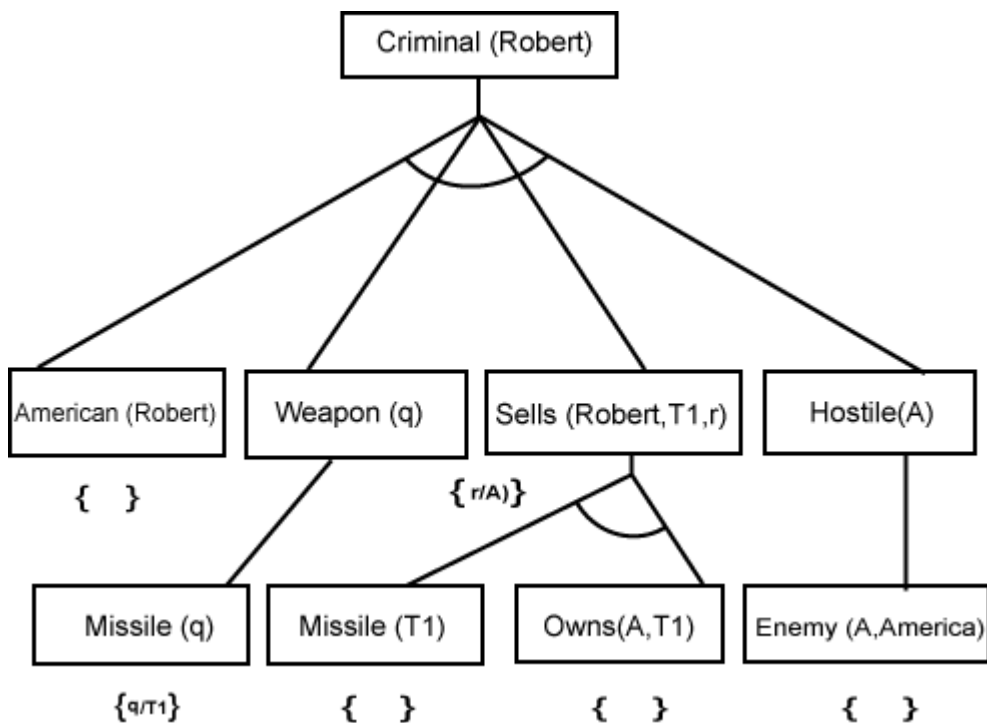 Criminal (Robert)
American (Robert)
Weapon (q)
Sells (Robert,T1,r)
Hostile(A)
{ }
{ r/A)}
Missile (q)
Missile (T1)
Owns(A,T1)
Enemy (A,America)
{q/T1}
{ }
{ }
{ }